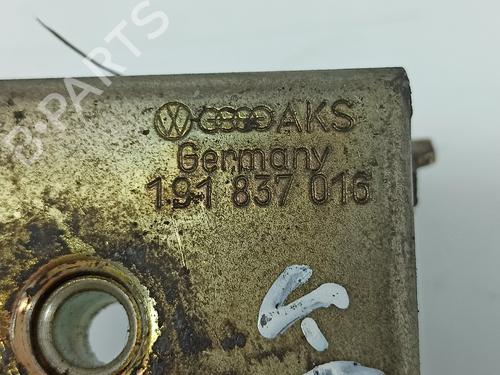 B-PARTS
AKS
Germany
191 837 016
K